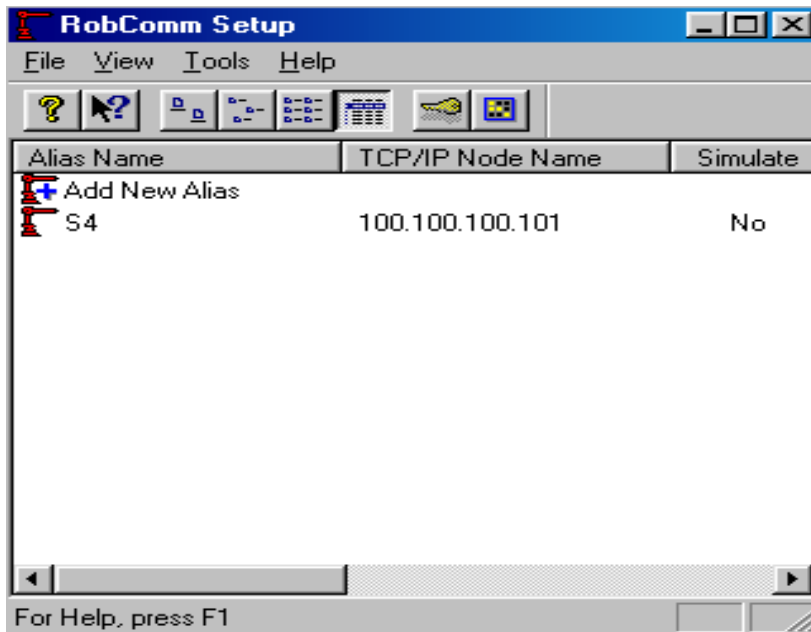 RobComm Setup
File View Tools Help
Alias Name TCP/IP Node Name Simulate
Add New Alias
S4 100.100.100.101 No
For Help, press F1